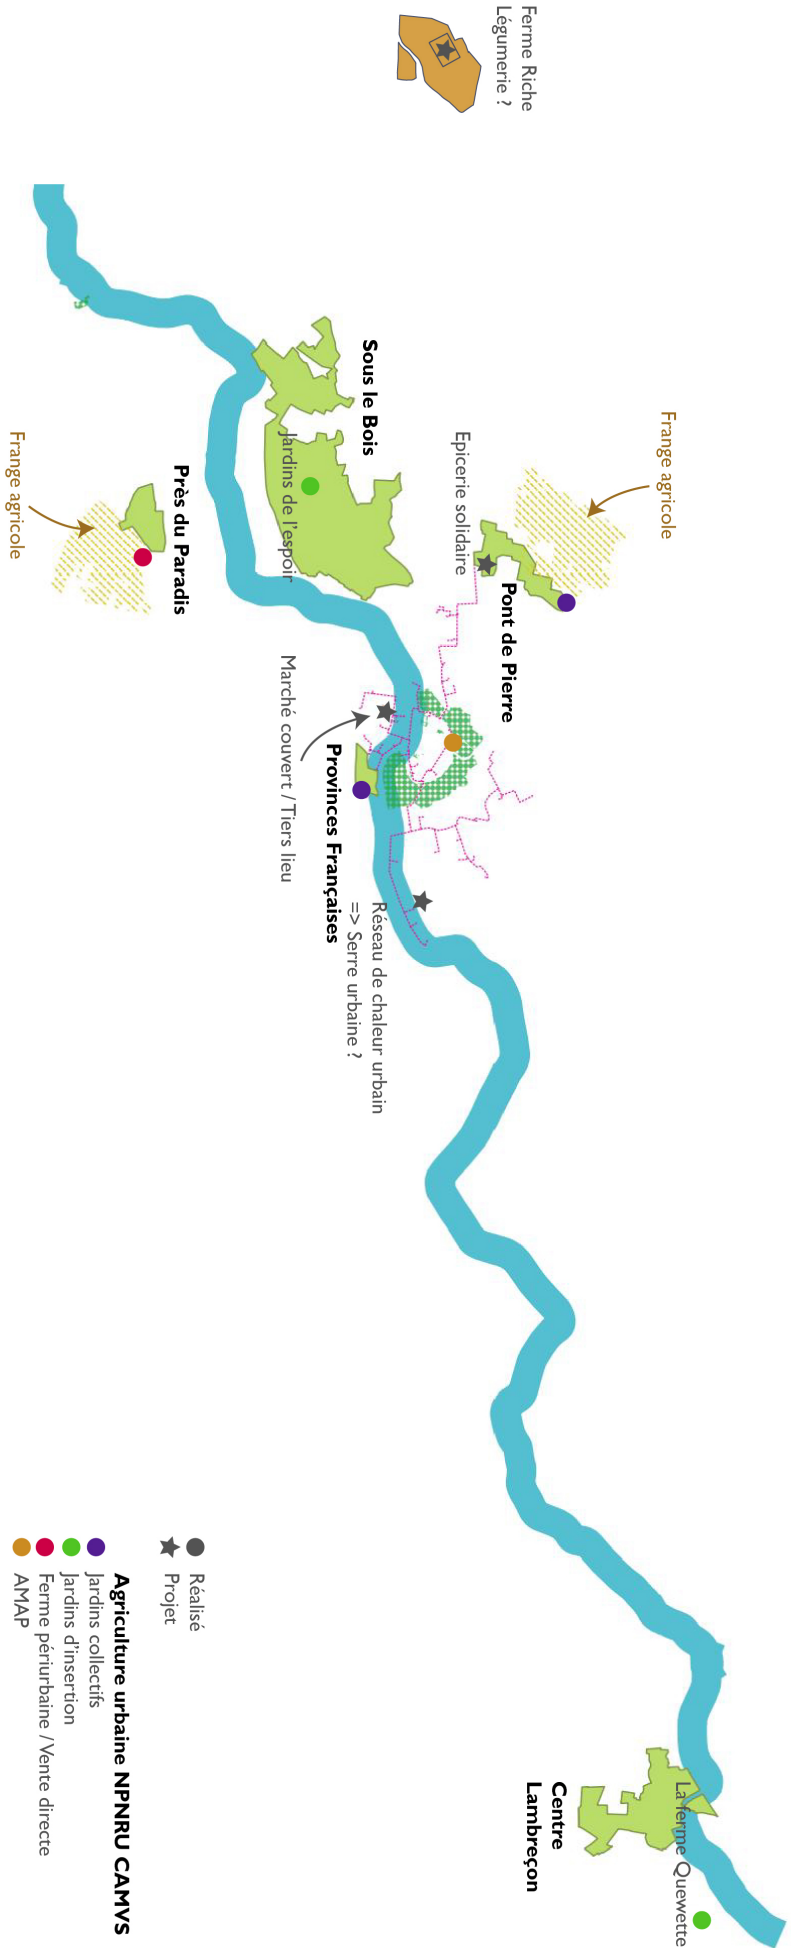 Ferme Riche
Légumerie ?
Frange agricole
Epicerie solidaire
Pont de Pierre
Sous le Bois
Jardins de l'espoir
Près du Paradis
Frange agricole
Marché couvert / Tiers lieu
Provinces Françaises
Réseau de chaleur urbain
=> Serre urbaine ?
La ferme Quewette
Centre
Lambreçon
Réalisé
Projet
Agriculture urbaine NPNRU CAMVS
Jardins collectifs
Jardins d'insertion
Ferme périurbaine / Vente directe
AMAP